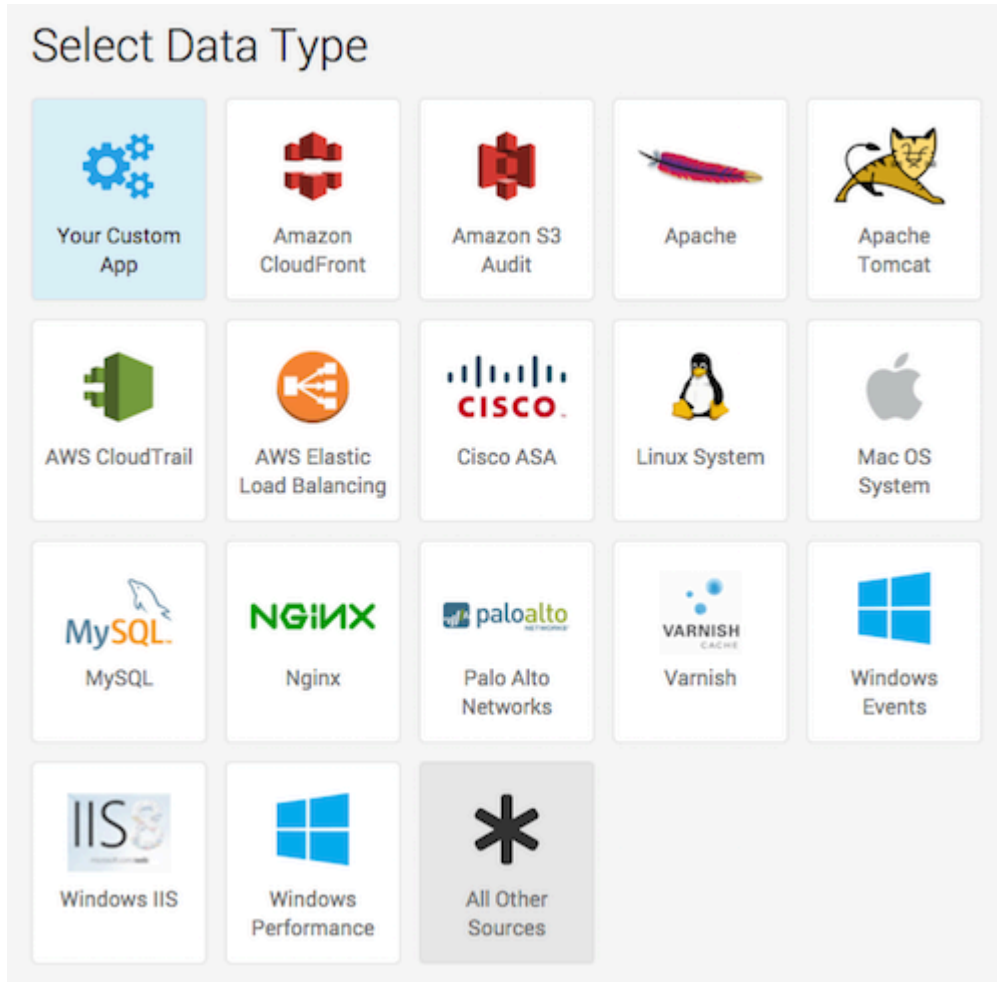 Select Data Type
Your Custom
App
Amazon
CloudFront
Amazon S3
Audit
Apache
Apache
Tomcat
AWS CloudTrail
AWS Elastic
Load Balancing
CISCO
Cisco ASA
Linux System
Mac OS
System
MySQL
MySQL
NGiNX
Nginx
paloalto
NETWORKS
Palo Alto
Networks
VARNISH
CACHE
Varnish
Windows
Events
IIS8
Windows IIS
Windows
Performance
All Other
Sources